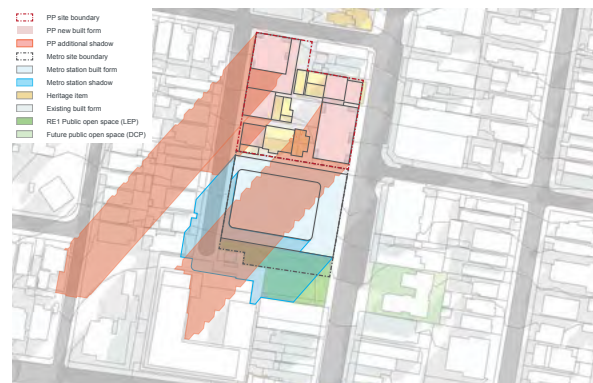 PP site boundary
PP new built form
PP additional shadow
Metro site boundary
Metro station built form
Metro station shadow
Heritage item
Existing built form
RE1 Public open space (LEP)
Future public open space (DCP)